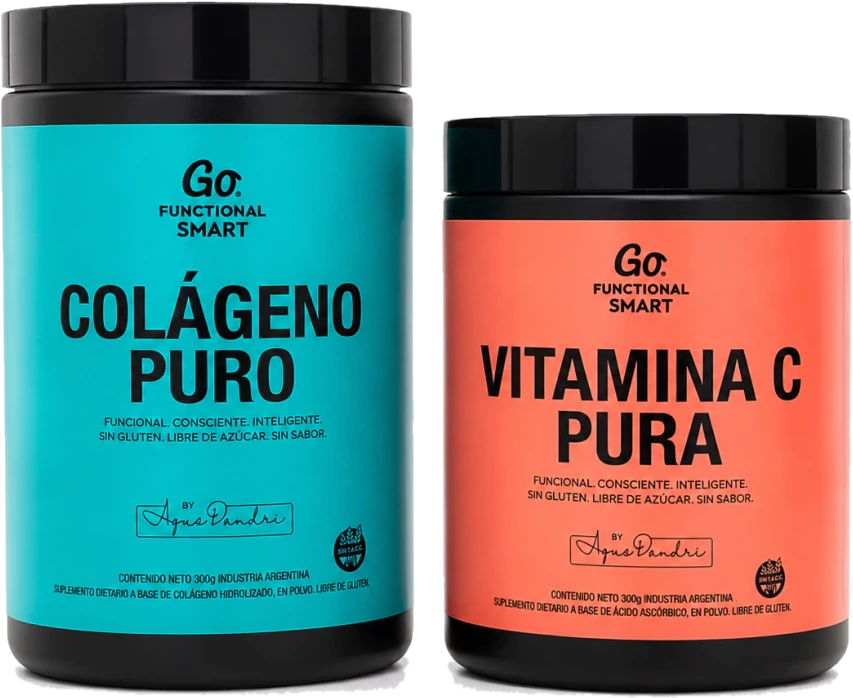 Go.
FUNCTIONAL
SMART
COLÁGENO
PURO
FUNCIONAL. CONSCIENTE. INTELIGENTE.
SIN GLUTEN. LIBRE DE AZÚCAR. SIN SABOR.
BY
Agus Dandri
SIN T.A.C.C.
CONTENIDO NETO 300g INDUSTRIA ARGENTINA
SUPLEMENTO DIETARIO A BASE DE COLÁGENO HIDROLIZADO, EN POLVO. LIBRE DE GLUTEN.
Go.
FUNCTIONAL
SMART
VITAMINA C
PURA
FUNCIONAL. CONSCIENTE. INTELIGENTE.
SIN GLUTEN. LIBRE DE AZÚCAR. SIN SABOR.
BY
Agus Dandri
SIN T.A.C.C.
CONTENIDO NETO 300g INDUSTRIA ARGENTINA
SUPLEMENTO DIETARIO A BASE DE ÁCIDO ASCÓRBICO, EN POLVO. LIBRE DE GLUTEN.